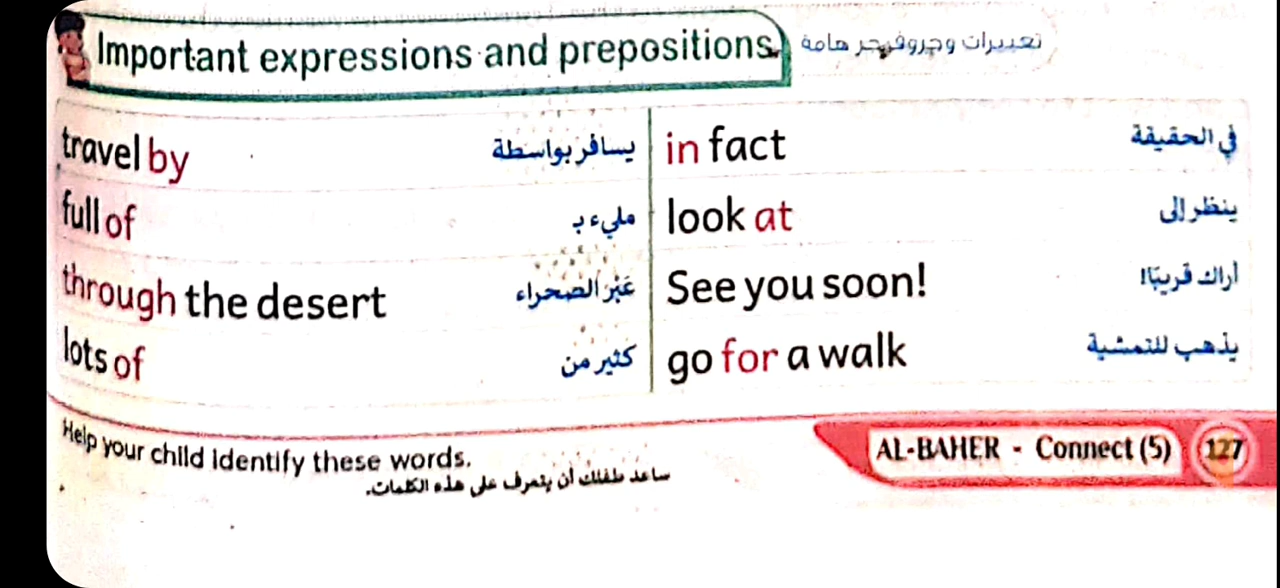 Important expressions and prepositions
تعبيرات وحروف جر هامة
travel by يسافر بواسطة
full of مليء بـ
through the desert عَبْر الصحراء
lots of كثير من
in fact في الحقيقة
look at ينظر إلى
See you soon! أراك قريبًا!
go for a walk يذهب للتمشية
Help your child identify these words.
ساعد طفلك أن يتعرف على هذه الكلمات.
AL-BAHER - Connect (5) 127